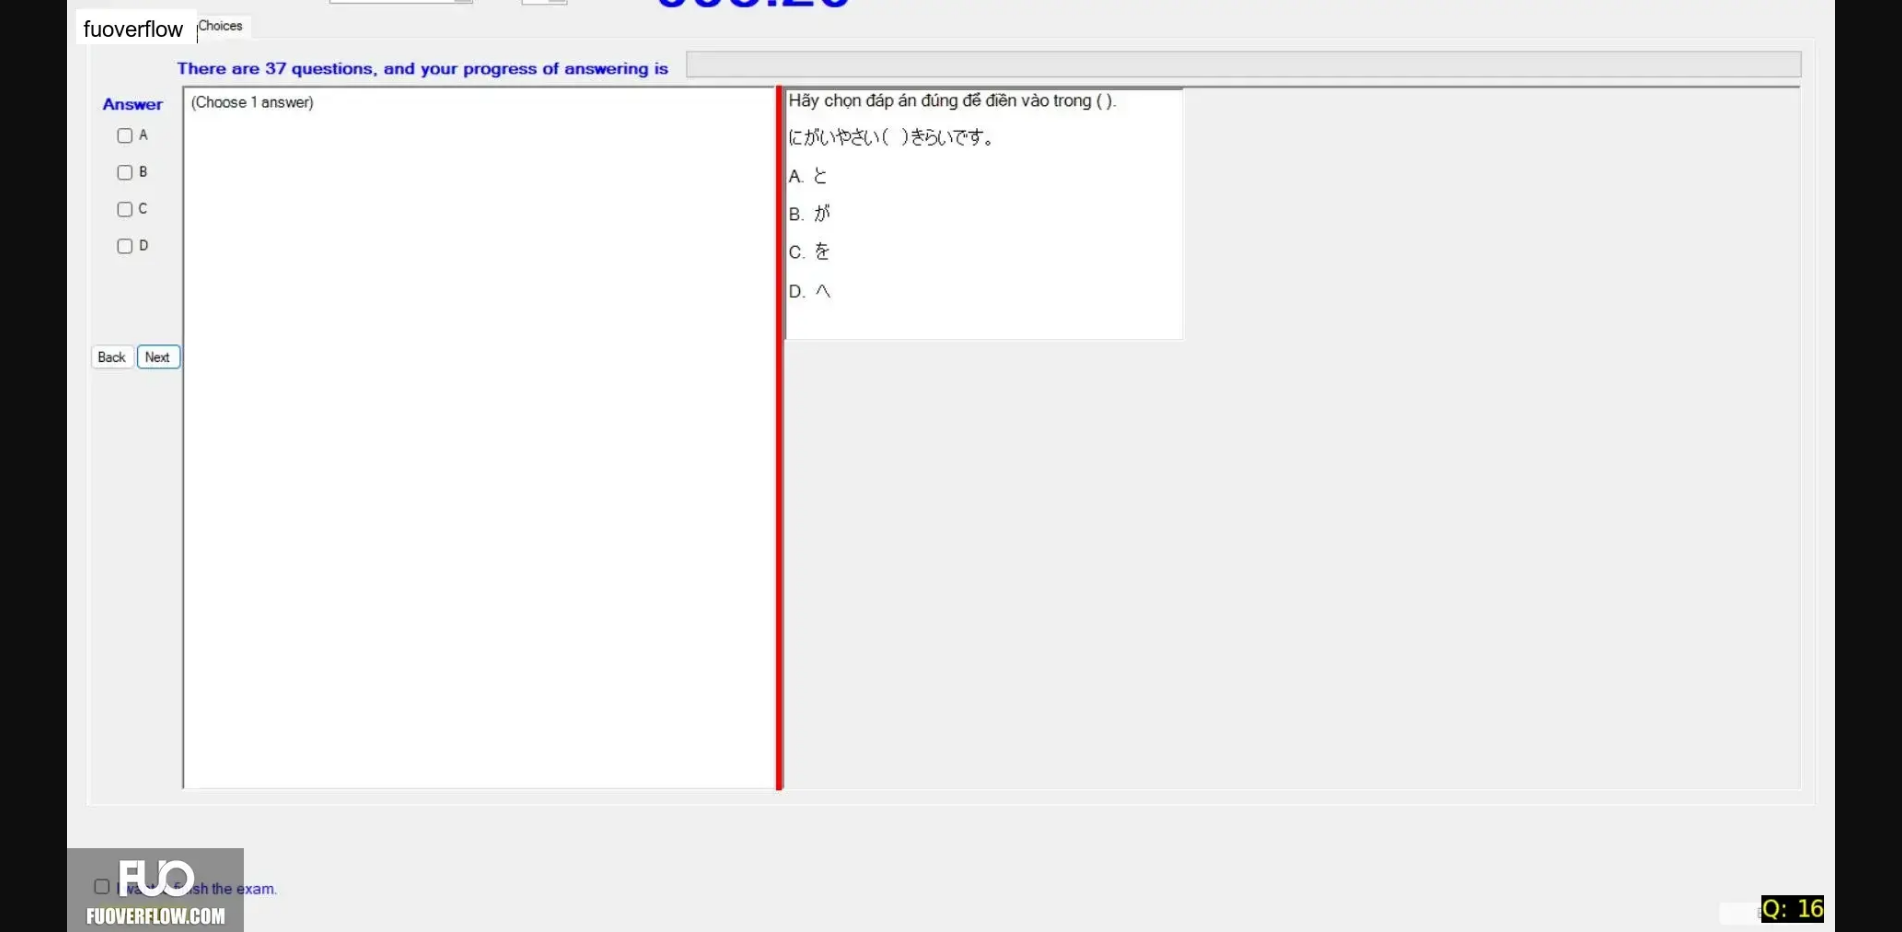 fuoverflow
Choices
There are 37 questions, and your progress of answering is
Answer
(Choose 1 answer)
A
B
C
D
Back
Next
Hãy chọn đáp án đúng để điền vào trong ( ).
にがいやさい( )きらいです。
A. と
B. が
C. を
D. へ
FUO
sh the exam.
FUOVERFLOW.COM
Q: 16